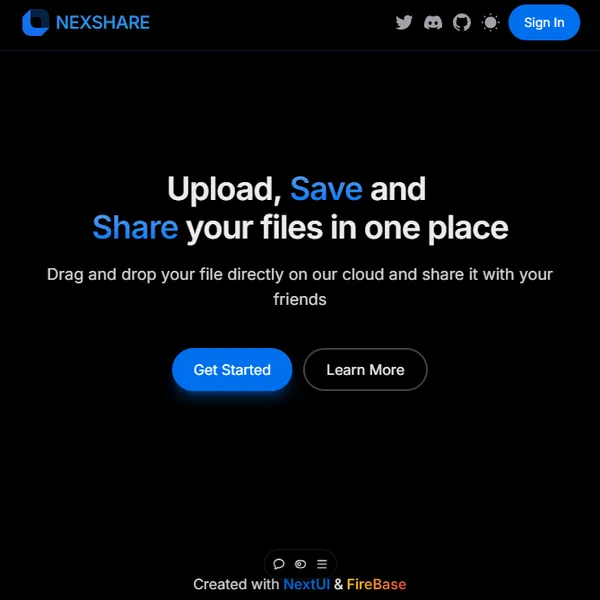 NEXSHARE
Sign In
Upload, Save and
Share your files in one place
Drag and drop your file directly on our cloud and share it with your
friends
Get Started
Learn More
Created with NextUI & FireBase